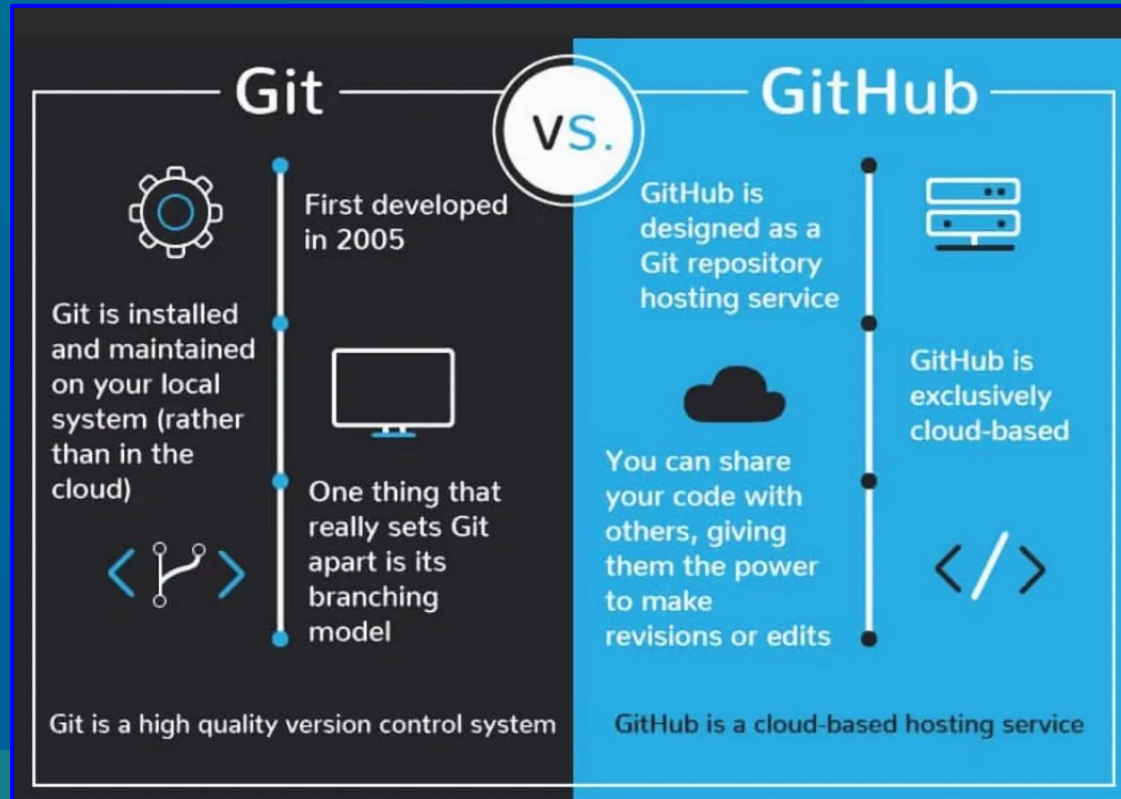 Git
vs.
GitHub
First developed
in 2005
Git is installed
and maintained
on your local
system (rather
than in the
cloud)
One thing that
really sets Git
apart is its
branching
model
Git is a high quality version control system
GitHub is
designed as a
Git repository
hosting service
GitHub is
exclusively
cloud-based
You can share
your code with
others, giving
them the power
to make
revisions or edits
GitHub is a cloud-based hosting service